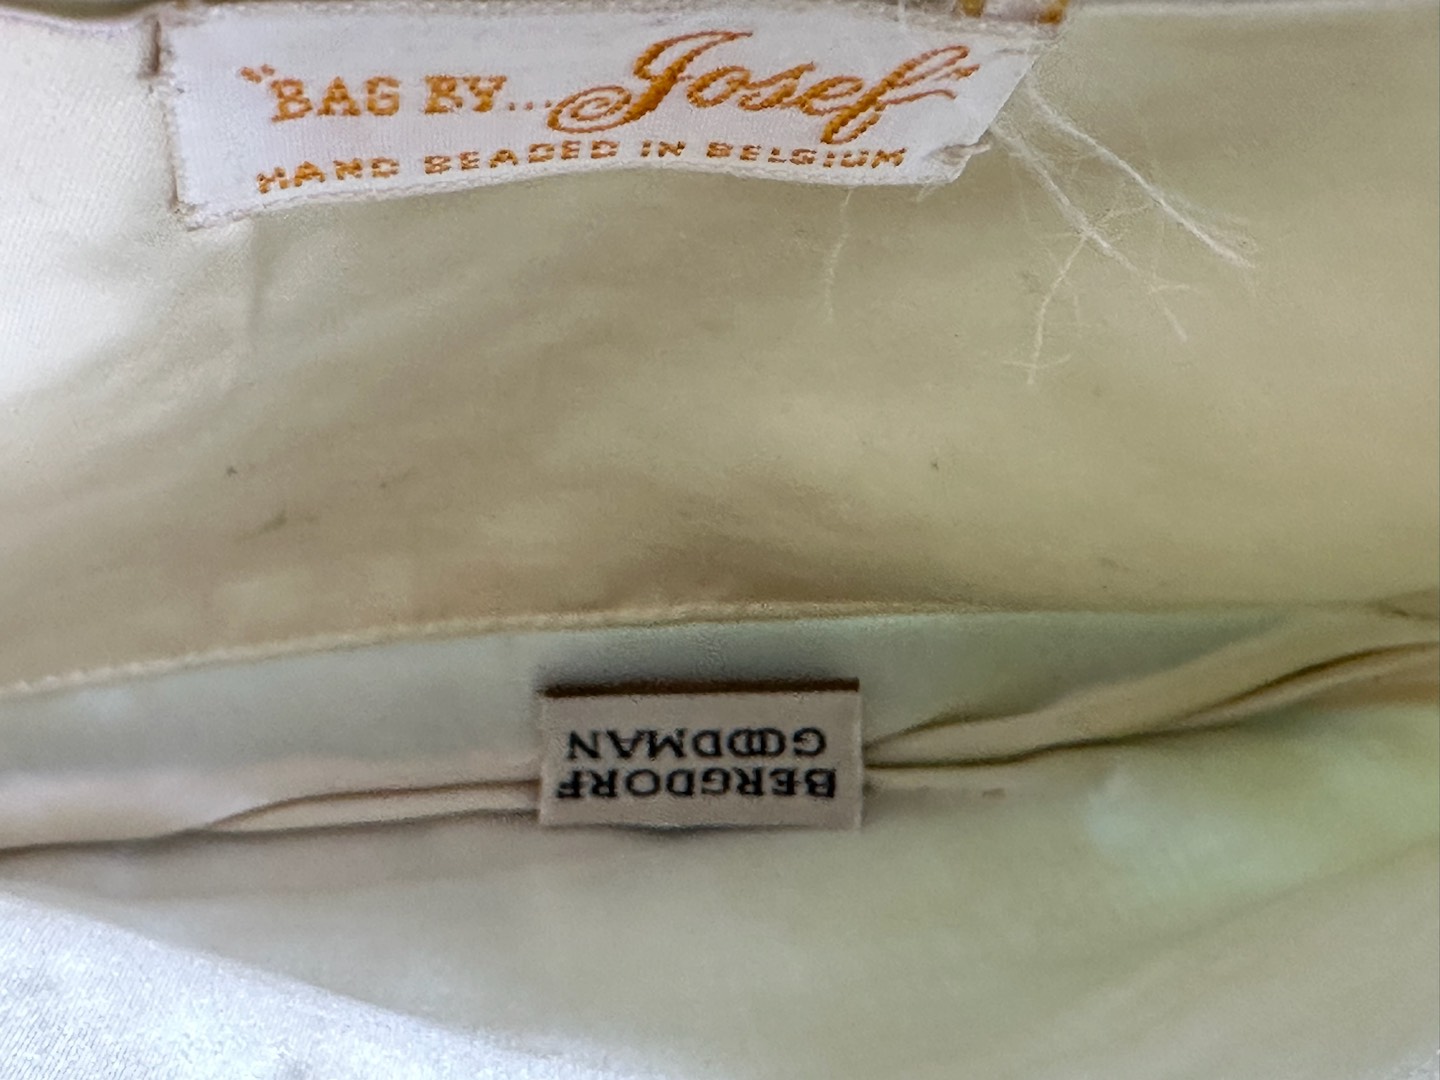 "BAG BY... Josef"
HAND BEADED IN BELGIUM
BERGDORF
GOODMAN